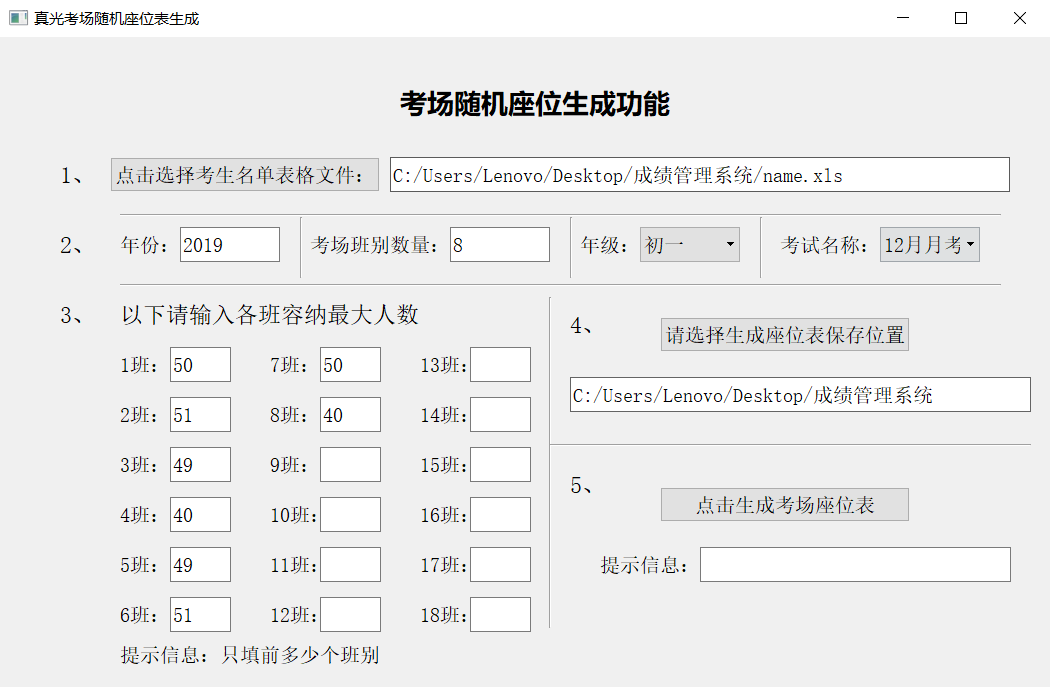 真光考场随机座位表生成
考场随机座位生成功能
1、 点击选择考生名单表格文件： C:/Users/Lenovo/Desktop/成绩管理系统/name.xls
2、 年份： 2019 考场班别数量： 8 年级： 初一 考试名称： 12月月考
3、 以下请输入各班容纳最大人数
1班： 50 7班： 50 13班：
2班： 51 8班： 40 14班：
3班： 49 9班： 15班：
4班： 40 10班： 16班：
5班： 49 11班： 17班：
6班： 51 12班： 18班：
提示信息：只填前多少个班别
4、 请选择生成座位表保存位置
C:/Users/Lenovo/Desktop/成绩管理系统
5、 点击生成考场座位表
提示信息：